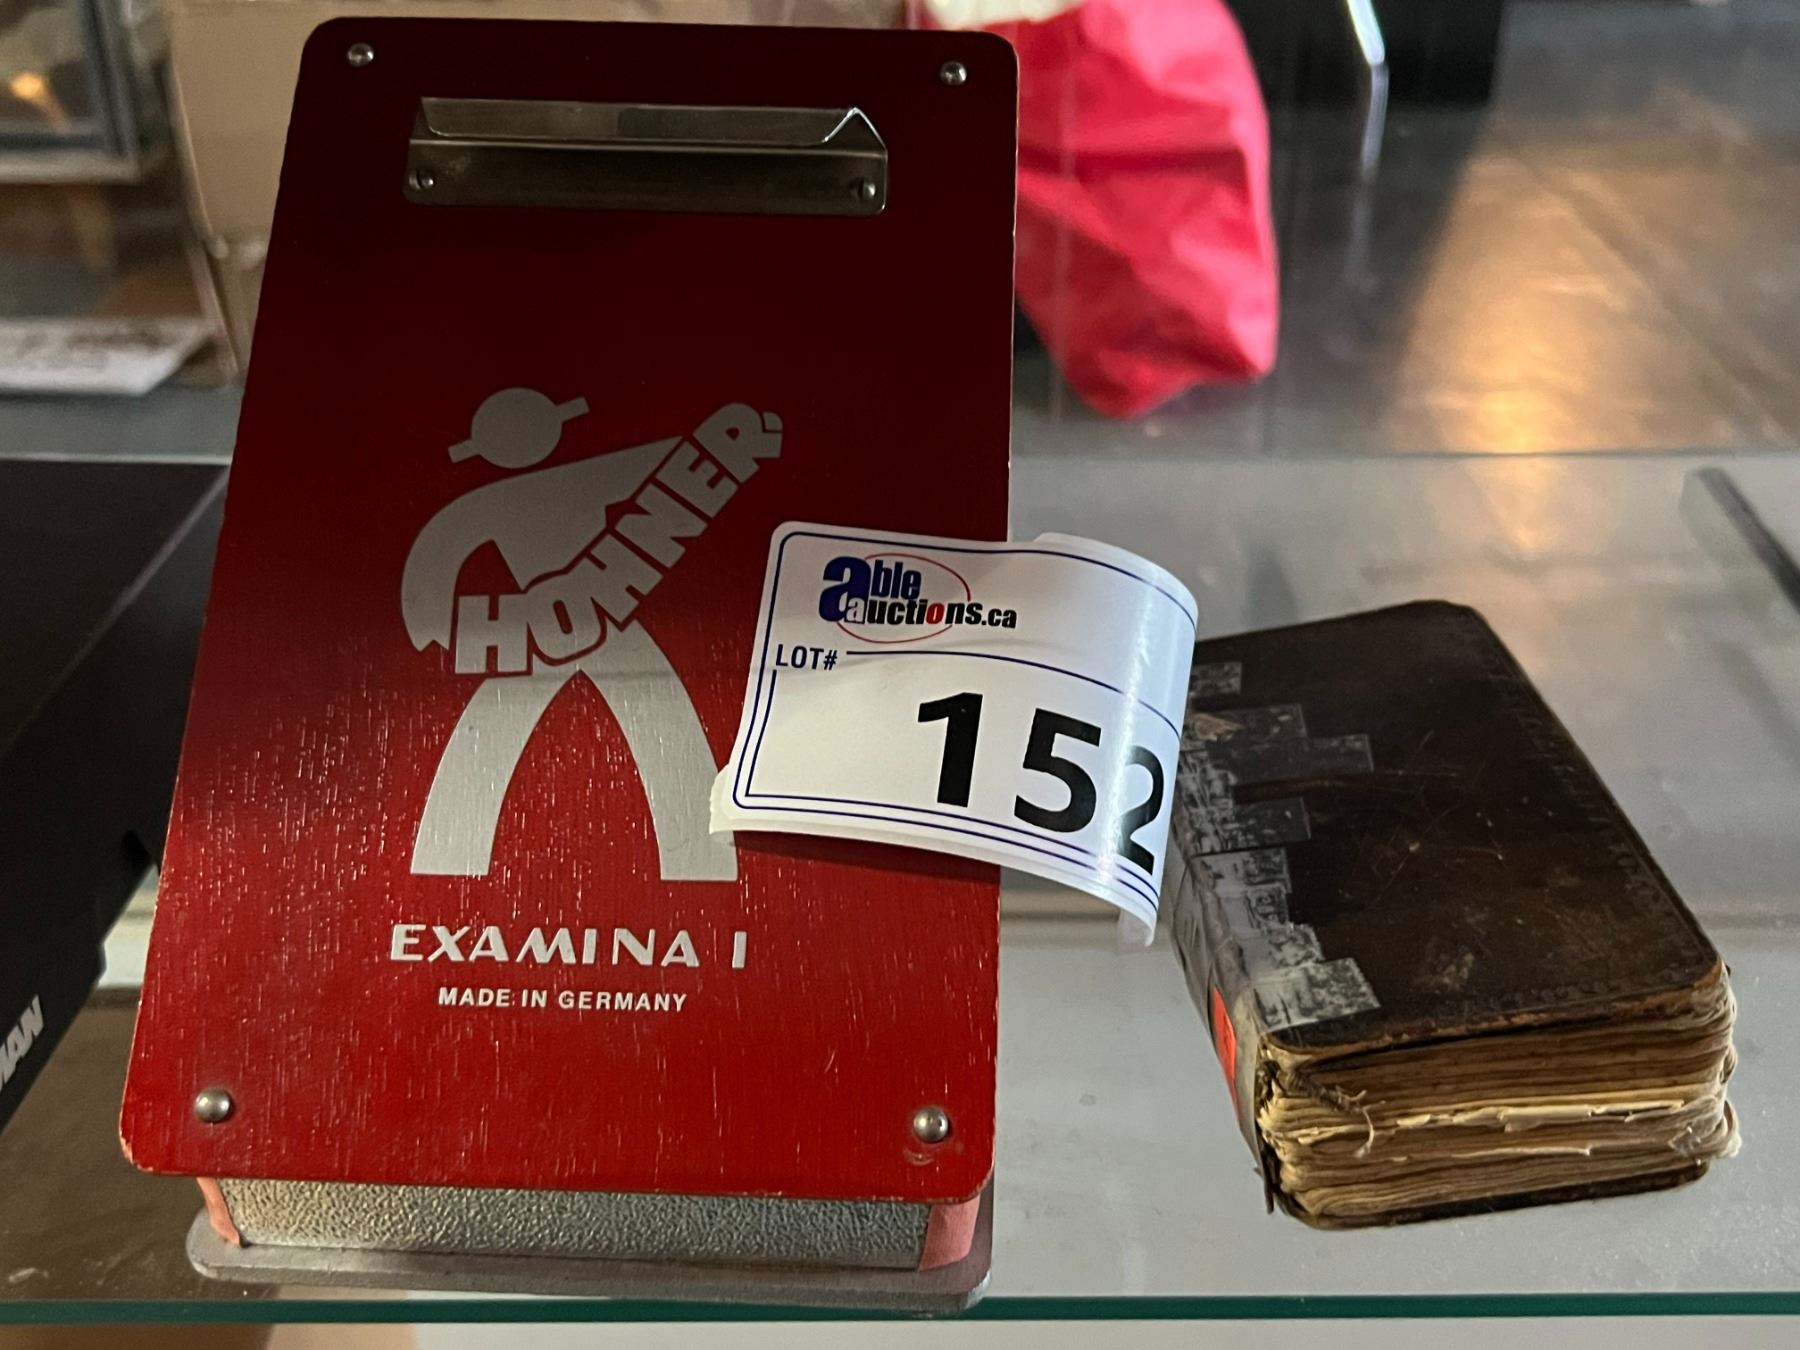 HOHNER
EXAMINA I
MADE IN GERMANY
able
auctions.ca
LOT#
152